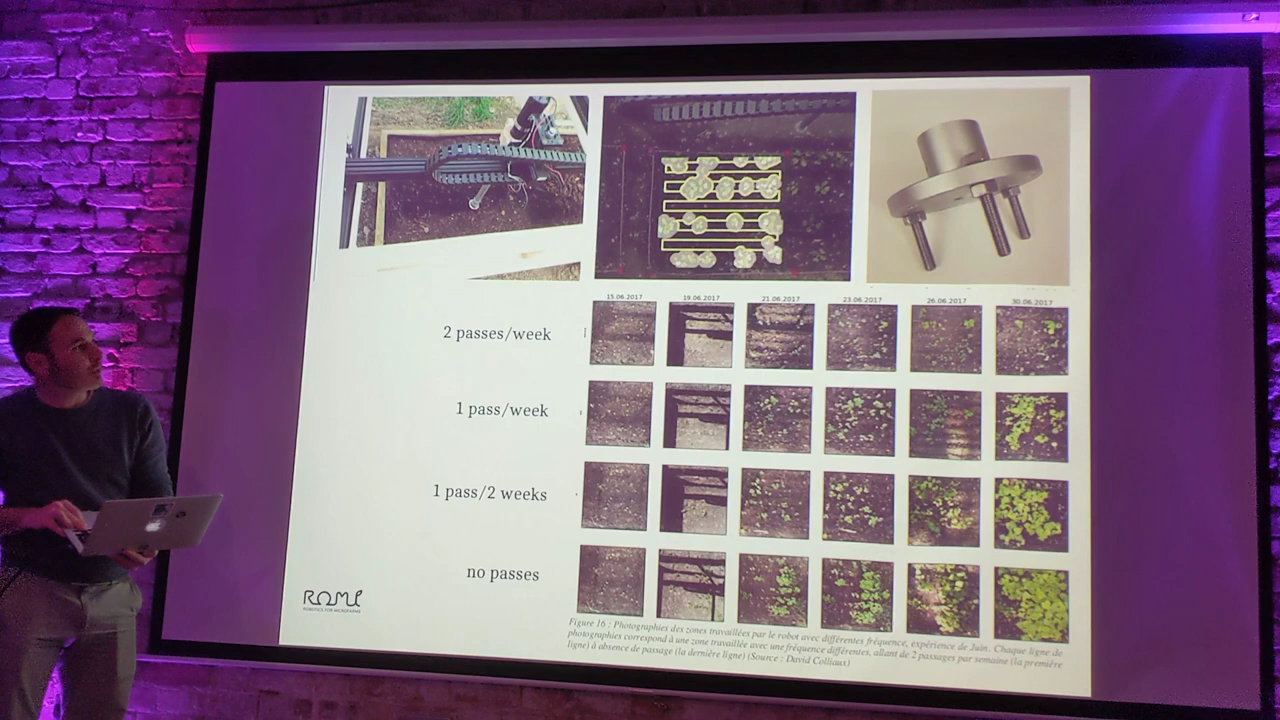 15.06.2017 19.06.2017 21.06.2017 23.06.2017 26.06.2017 30.06.2017
2 passes/week
1 pass/week
1 pass/2 weeks
no passes
ROMI
ROBOTICS FOR MICROFARMS
Figure 16 : Photographies des zones travaillées par le robot avec différentes fréquence, expérience de Juin. Chaque ligne de
photographies correspond à une zone travaillée avec une fréquence différentes, allant de 2 passages par semaine (la première
ligne) à absence de passage (la dernière ligne) (Source : David Colliaux)